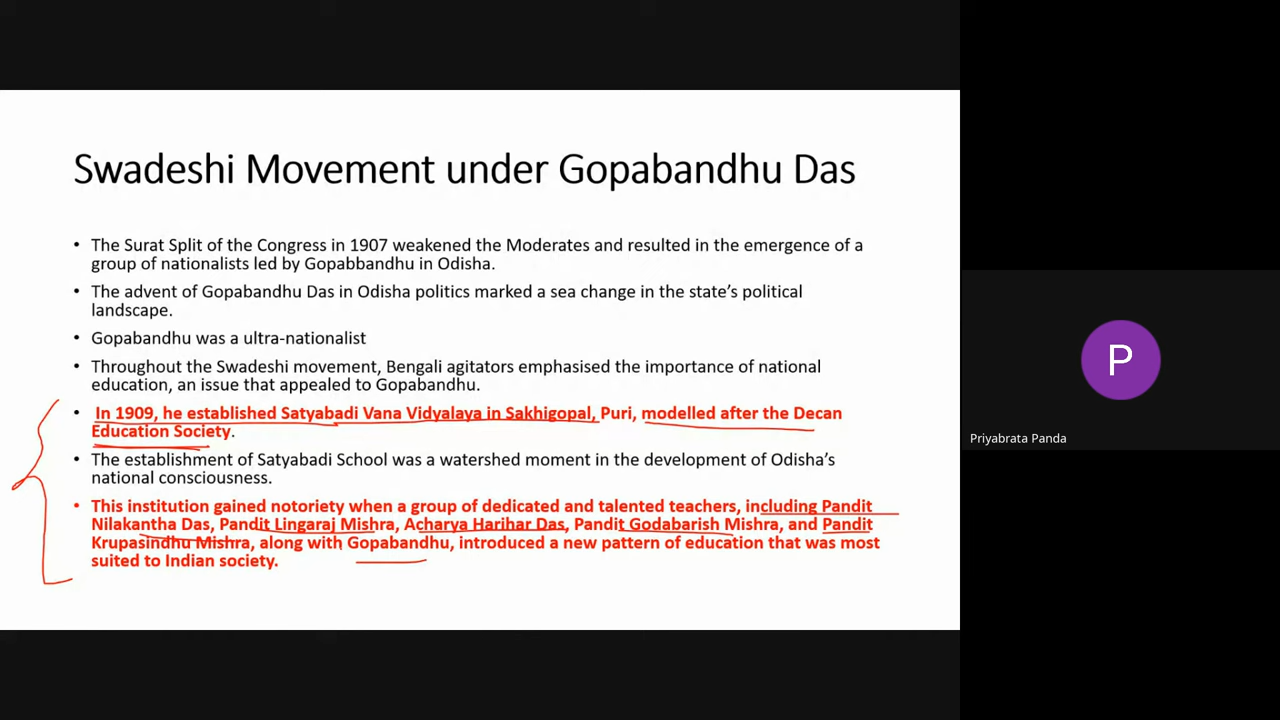 Swadeshi Movement under Gopabandhu Das
• The Surat Split of the Congress in 1907 weakened the Moderates and resulted in the emergence of a
group of nationalists led by Gopabbandhu in Odisha.
• The advent of Gopabandhu Das in Odisha politics marked a sea change in the state's political
landscape.
• Gopabandhu was a ultra-nationalist
• Throughout the Swadeshi movement, Bengali agitators emphasised the importance of national
education, an issue that appealed to Gopabandhu.
• In 1909, he established Satyabadi Vana Vidyalaya in Sakhigopal, Puri, modelled after the Decan
Education Society.
• The establishment of Satyabadi School was a watershed moment in the development of Odisha's
national consciousness.
• This institution gained notoriety when a group of dedicated and talented teachers, including Pandit
Nilakantha Das, Pandit Lingaraj Mishra, Acharya Harihar Das, Pandit Godabarish Mishra, and Pandit
Krupasindhu Mishra, along with Gopabandhu, introduced a new pattern of education that was most
suited to Indian society.
P
Priyabrata Panda